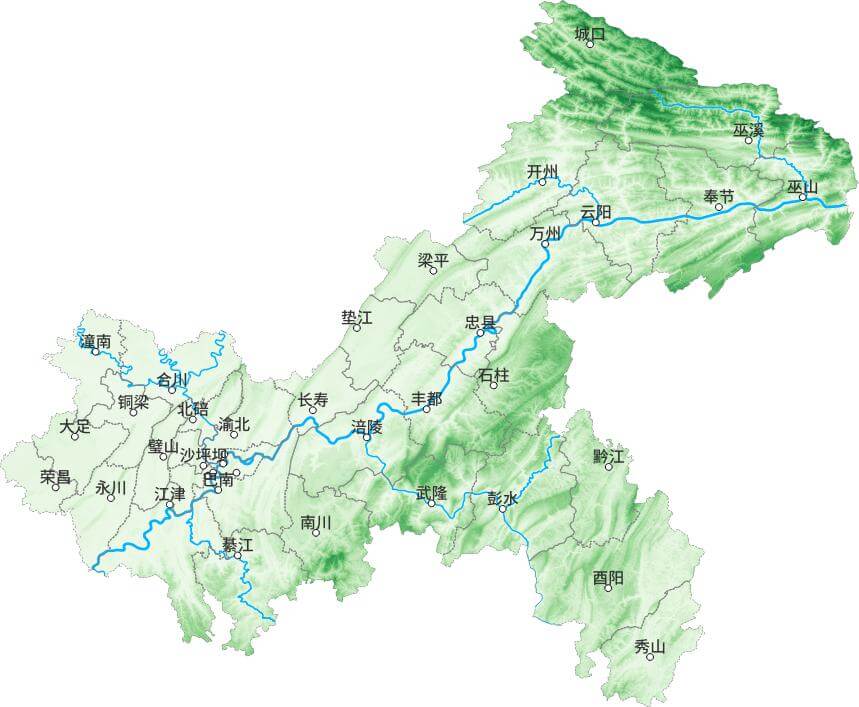 城口
巫溪
开州
奉节
巫山
云阳
万州
梁平
垫江
忠县
潼南
合川
石柱
铜梁
北碚
长寿
丰都
大足
渝北
涪陵
璧山
沙坪坝
黔江
荣昌
永川
江津
巴南
武隆
彭水
南川
綦江
酉阳
秀山